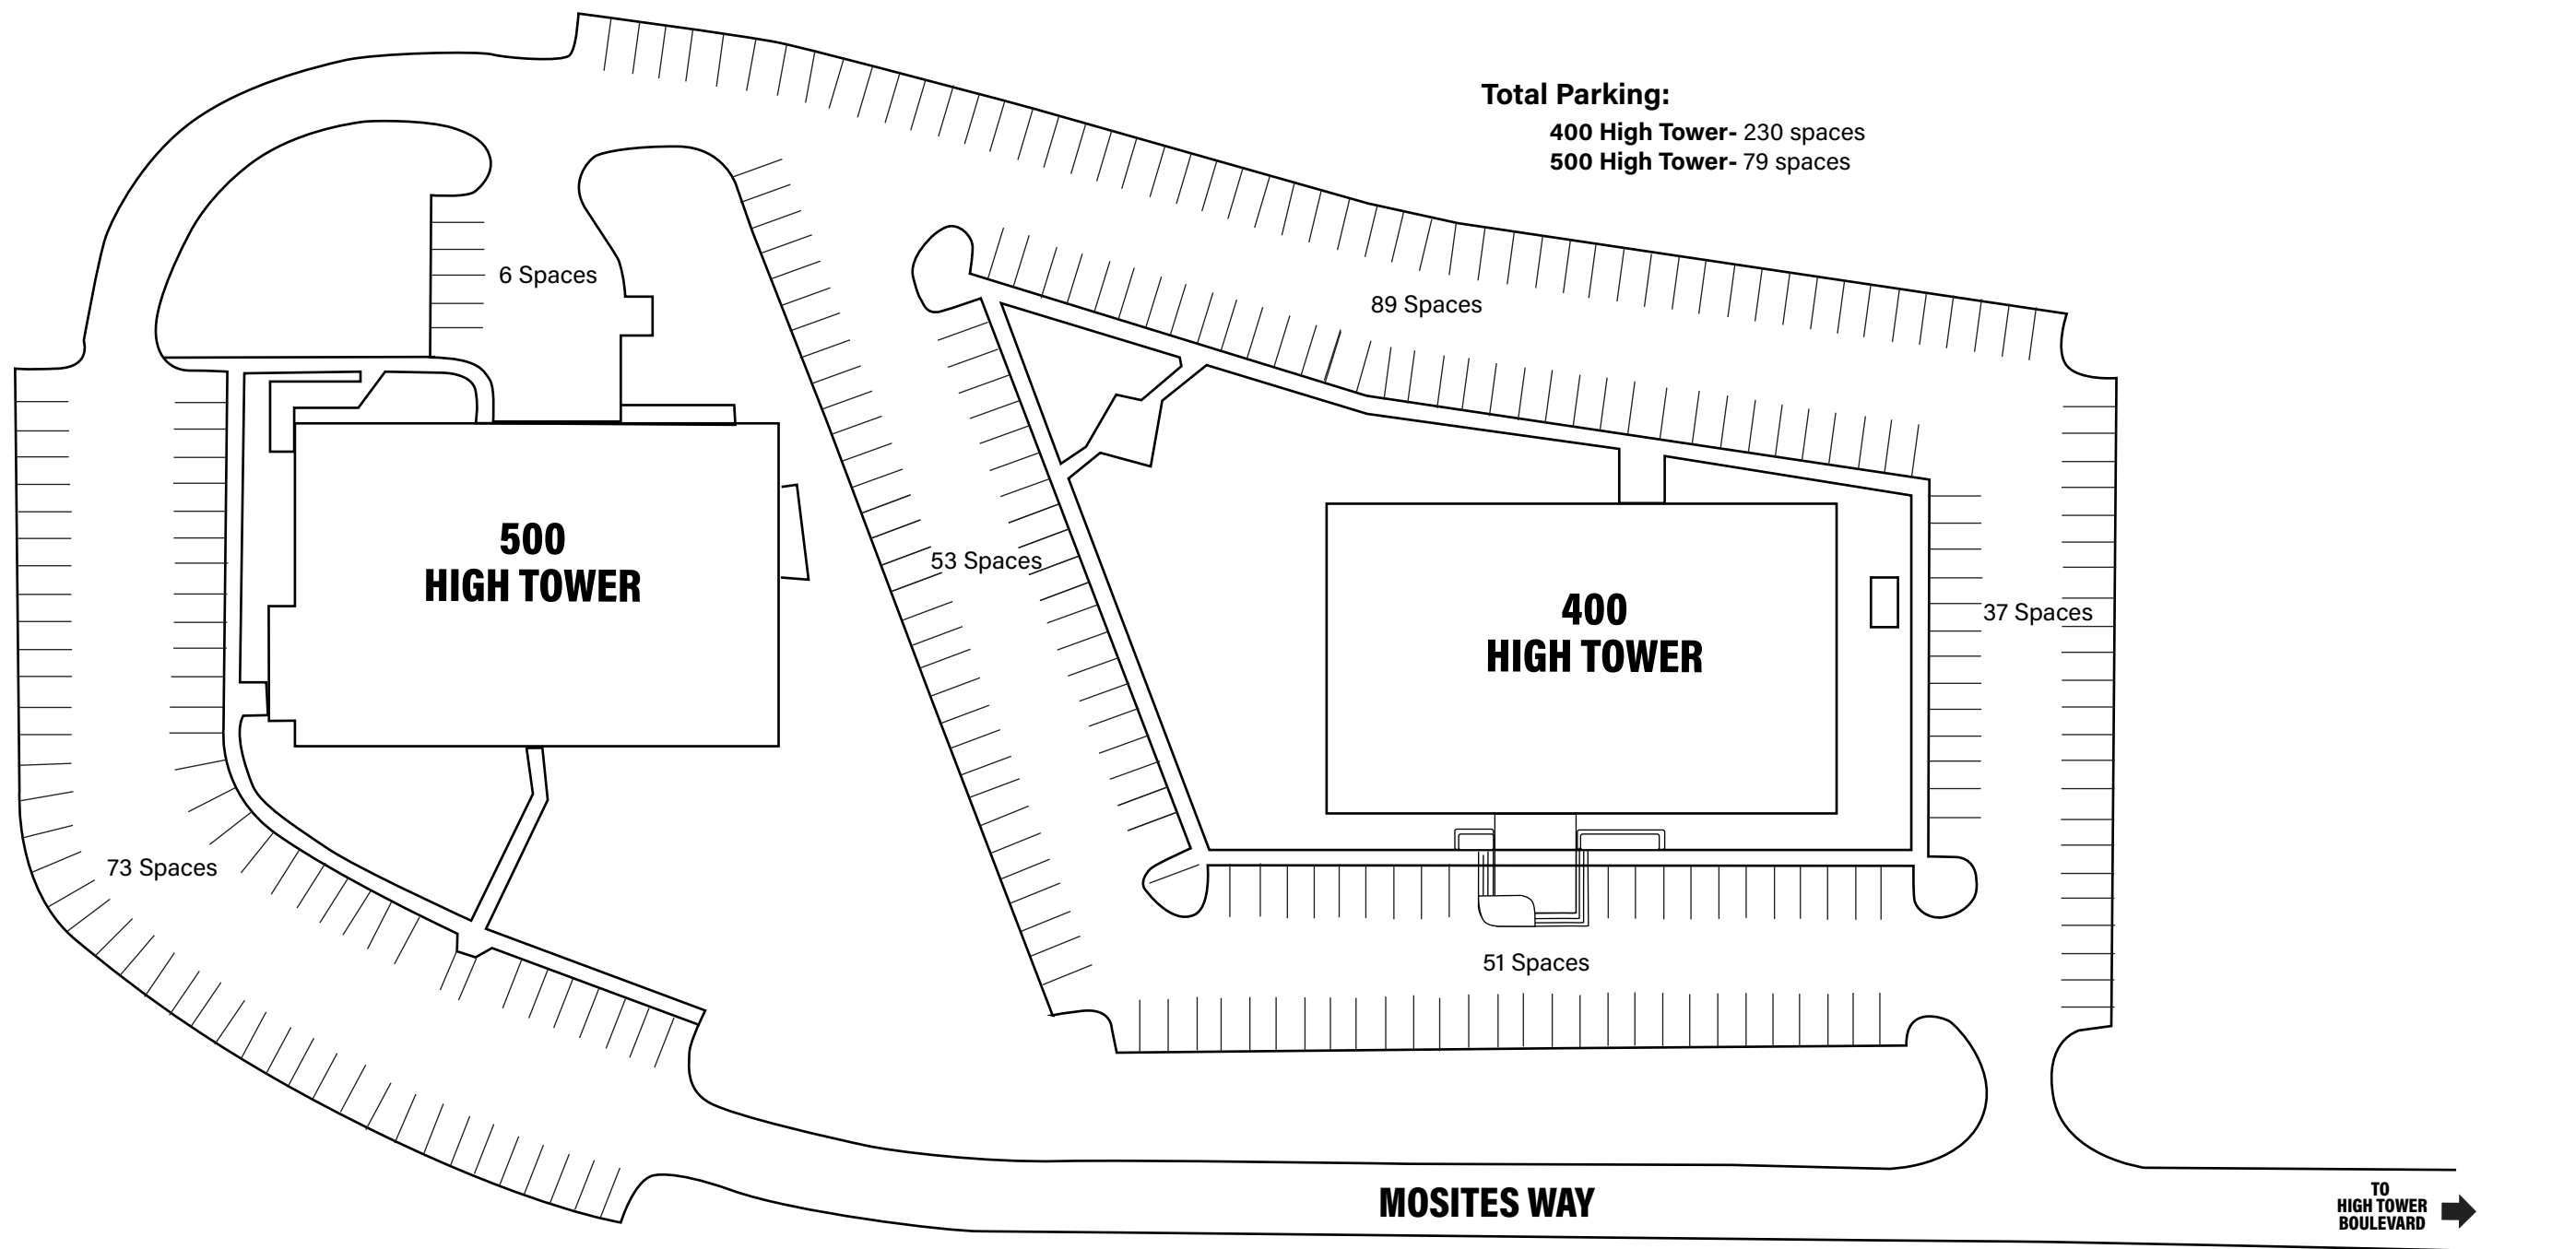 Total Parking:
400 High Tower- 230 spaces
500 High Tower- 79 spaces
6 Spaces
89 Spaces
500
HIGH TOWER
53 Spaces
400
HIGH TOWER
37 Spaces
73 Spaces
51 Spaces
MOSITES WAY
TO
HIGH TOWER
BOULEVARD